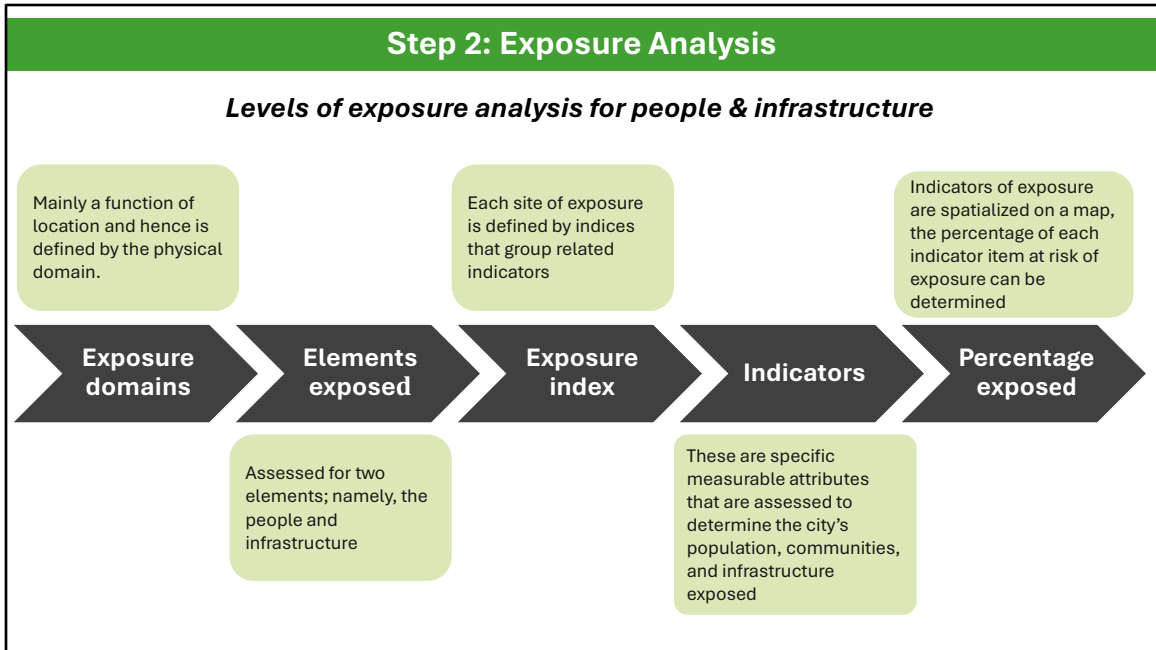 Step 2: Exposure Analysis
Levels of exposure analysis for people & infrastructure
Mainly a function of
location and hence is
defined by the physical
domain.
Each site of exposure
is defined by indices
that group related
indicators
Indicators of exposure
are spatialized on a map,
the percentage of each
indicator item at risk of
exposure can be
determined
Exposure
domains
Elements
exposed
Exposure
index
Indicators
Percentage
exposed
Assessed for two
elements; namely, the
people and
infrastructure
These are specific
measurable attributes
that are assessed to
determine the city’s
population, communities,
and infrastructure
exposed